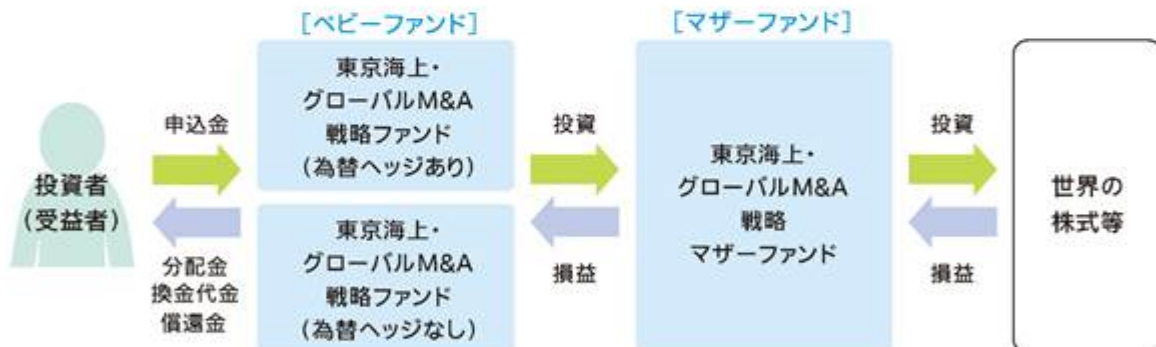 [ベビーファンド]
[マザーファンド]
東京海上・
グローバルM&A
戦略ファンド
(為替ヘッジあり)
東京海上・
グローバルM&A
戦略ファンド
(為替ヘッジなし)
投資者
(受益者)
申込金
分配金
換金代金
償還金
投資
損益
東京海上・
グローバルM&A
戦略
マザーファンド
投資
損益
世界の
株式等